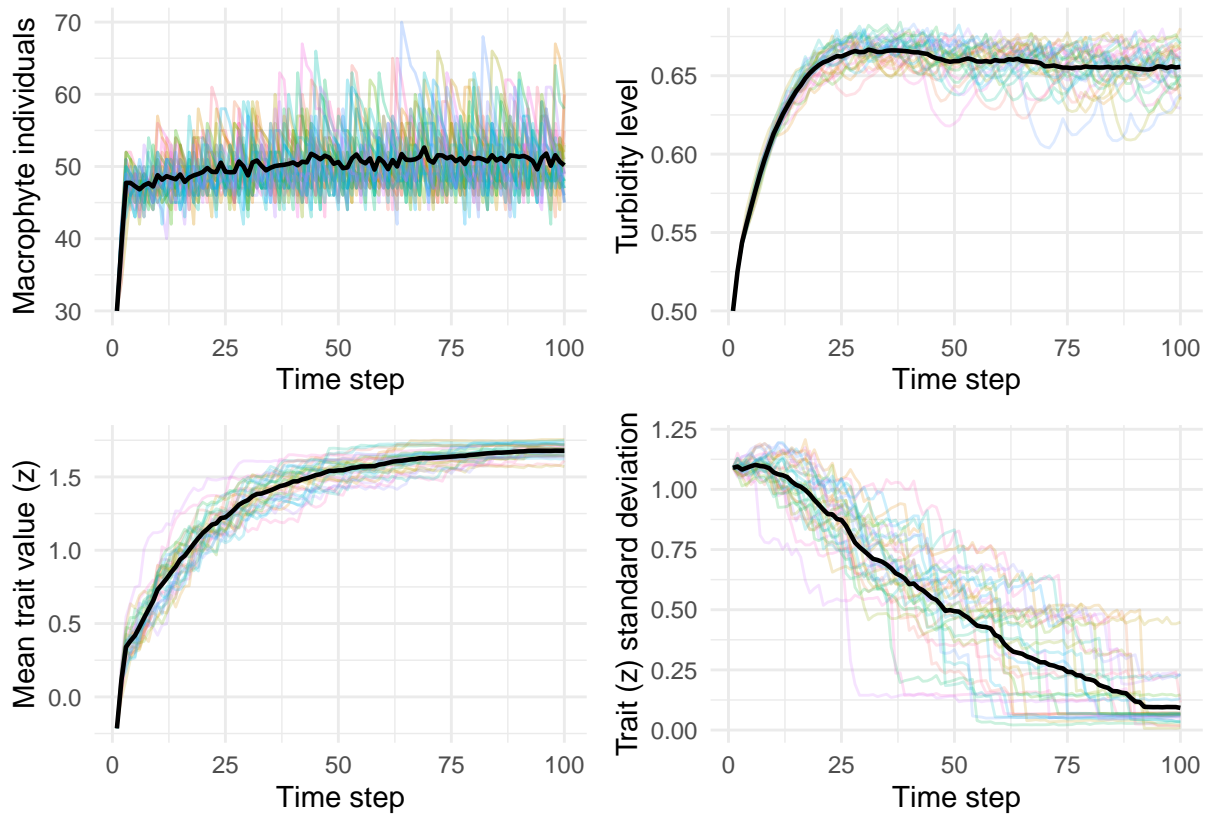 Macrophyte individuals
70
60
50
40
30
0 25 50 75 100
Time step
Turbidity level
0.65
0.60
0.55
0.50
0 25 50 75 100
Time step
Mean trait value (z)
1.5
1.0
0.5
0.0
0 25 50 75 100
Time step
Trait (z) standard deviation
1.25
1.00
0.75
0.50
0.25
0.00
0 25 50 75 100
Time step